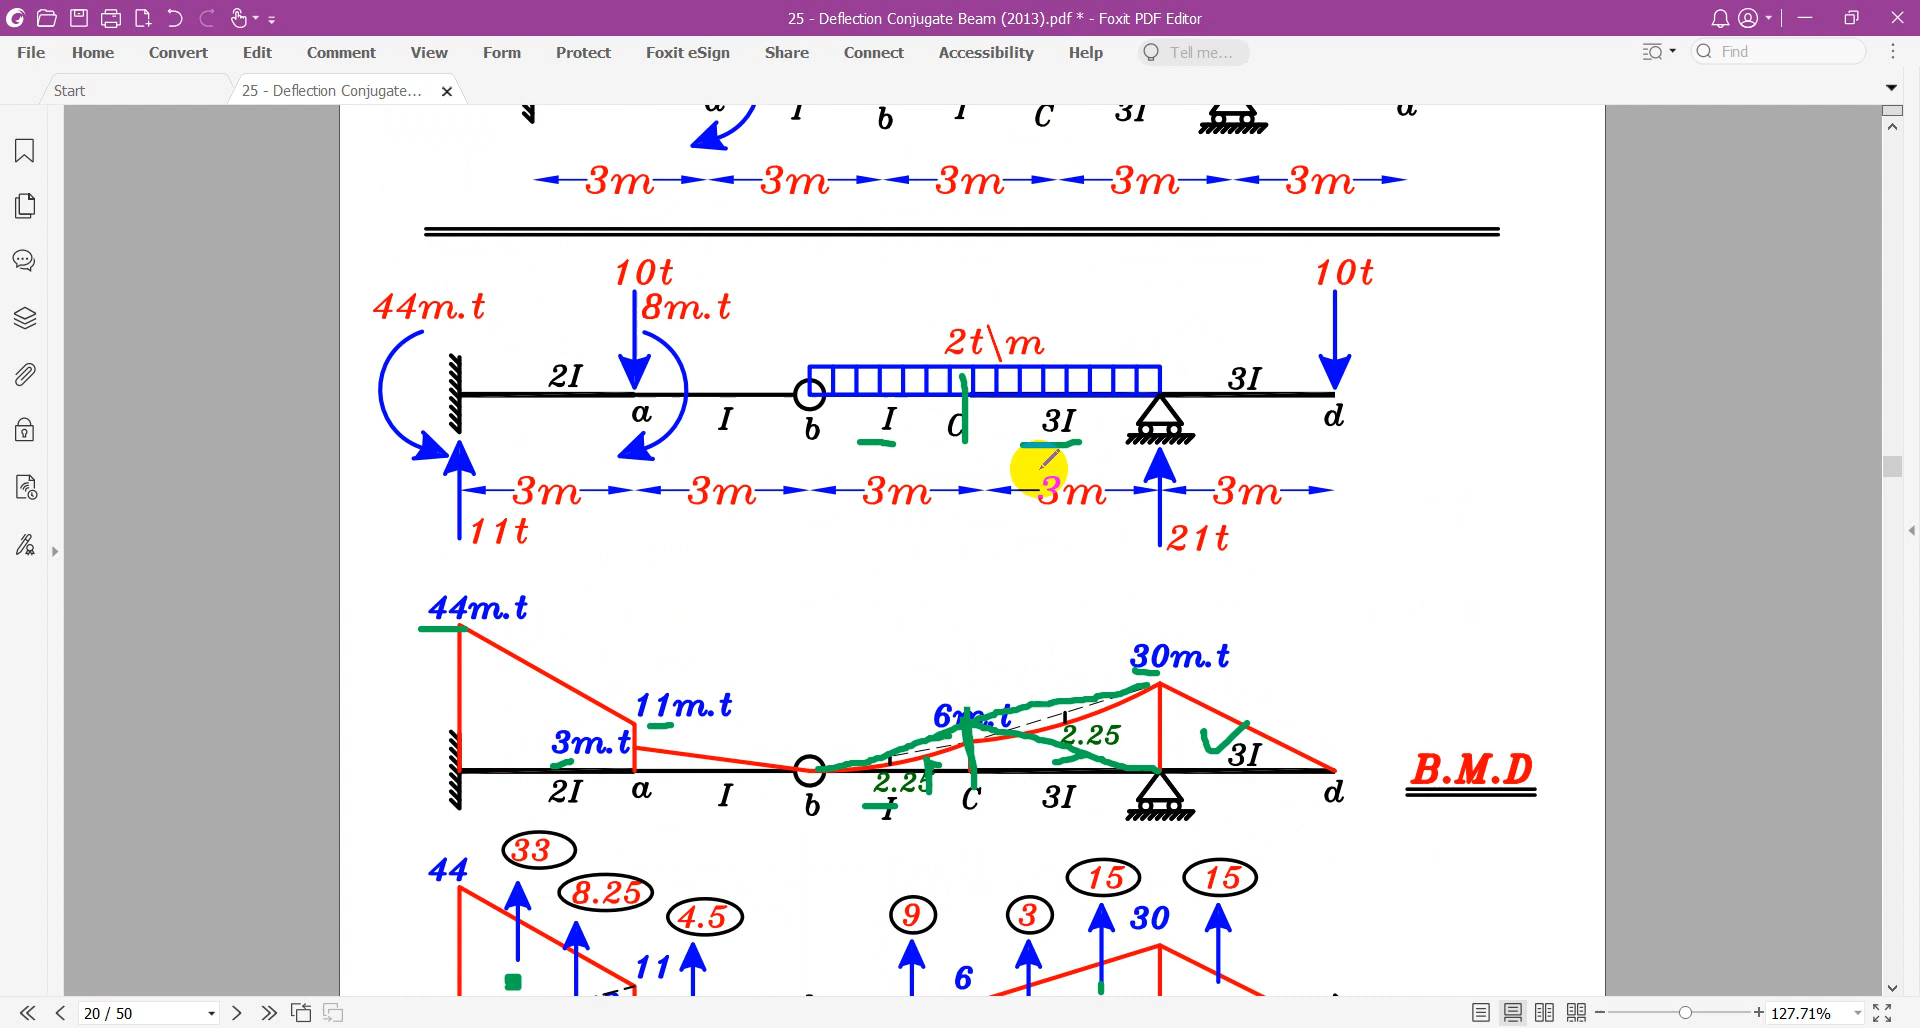 25 - Deflection Conjugate Beam (2013).pdf * - Foxit PDF Editor
File Home Convert Edit Comment View Form Protect Foxit eSign Share Connect Accessibility Help Tell me... Find
Start 25 - Deflection Conjugate...
a I b I C 3I a
3m 3m 3m 3m 3m
10t 10t
44m.t 8m.t
2t\m
2I 3I
a I b I C 3I d
3m 3m 3m 3m 3m
11t 21t
44m.t
30m.t
11m.t 6m.t
3m.t 2.25 3I B.M.D
2.25
2I a I b I C 3I d
33
44 8.25 4.5 9 3 15 15
30
11 6
20 / 50 127.71%